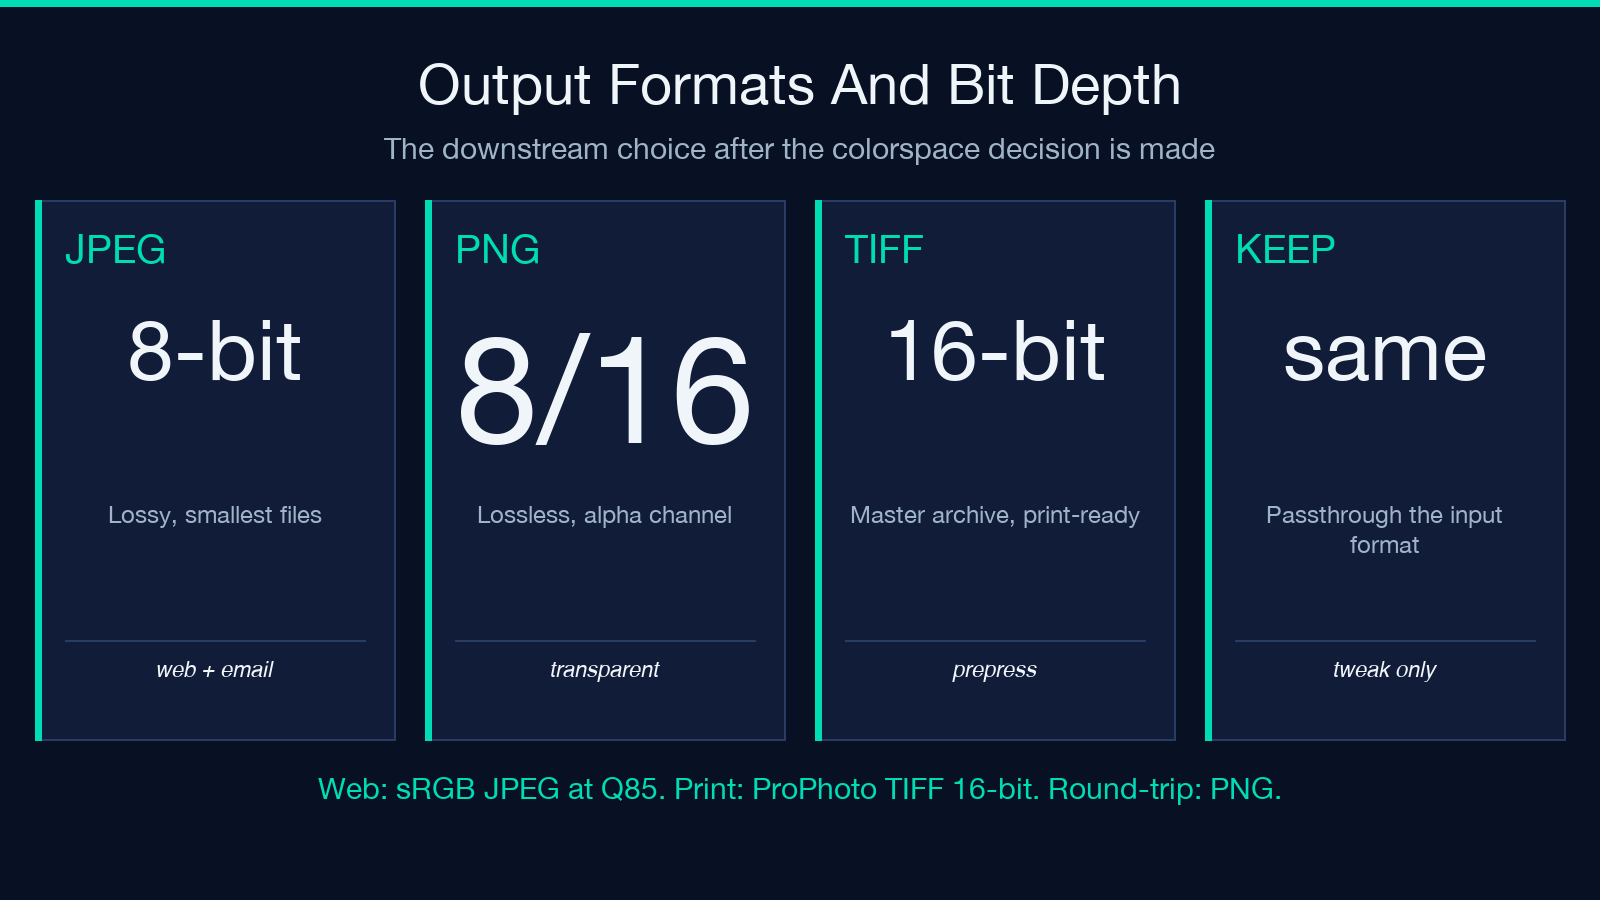 Output Formats And Bit Depth
The downstream choice after the colorspace decision is made
JPEG
8-bit
Lossy, smallest files
web + email
PNG
8/16
Lossless, alpha channel
transparent
TIFF
16-bit
Master archive, print-ready
prepress
KEEP
same
Passthrough the input
format
tweak only
Web: sRGB JPEG at Q85. Print: ProPhoto TIFF 16-bit. Round-trip: PNG.